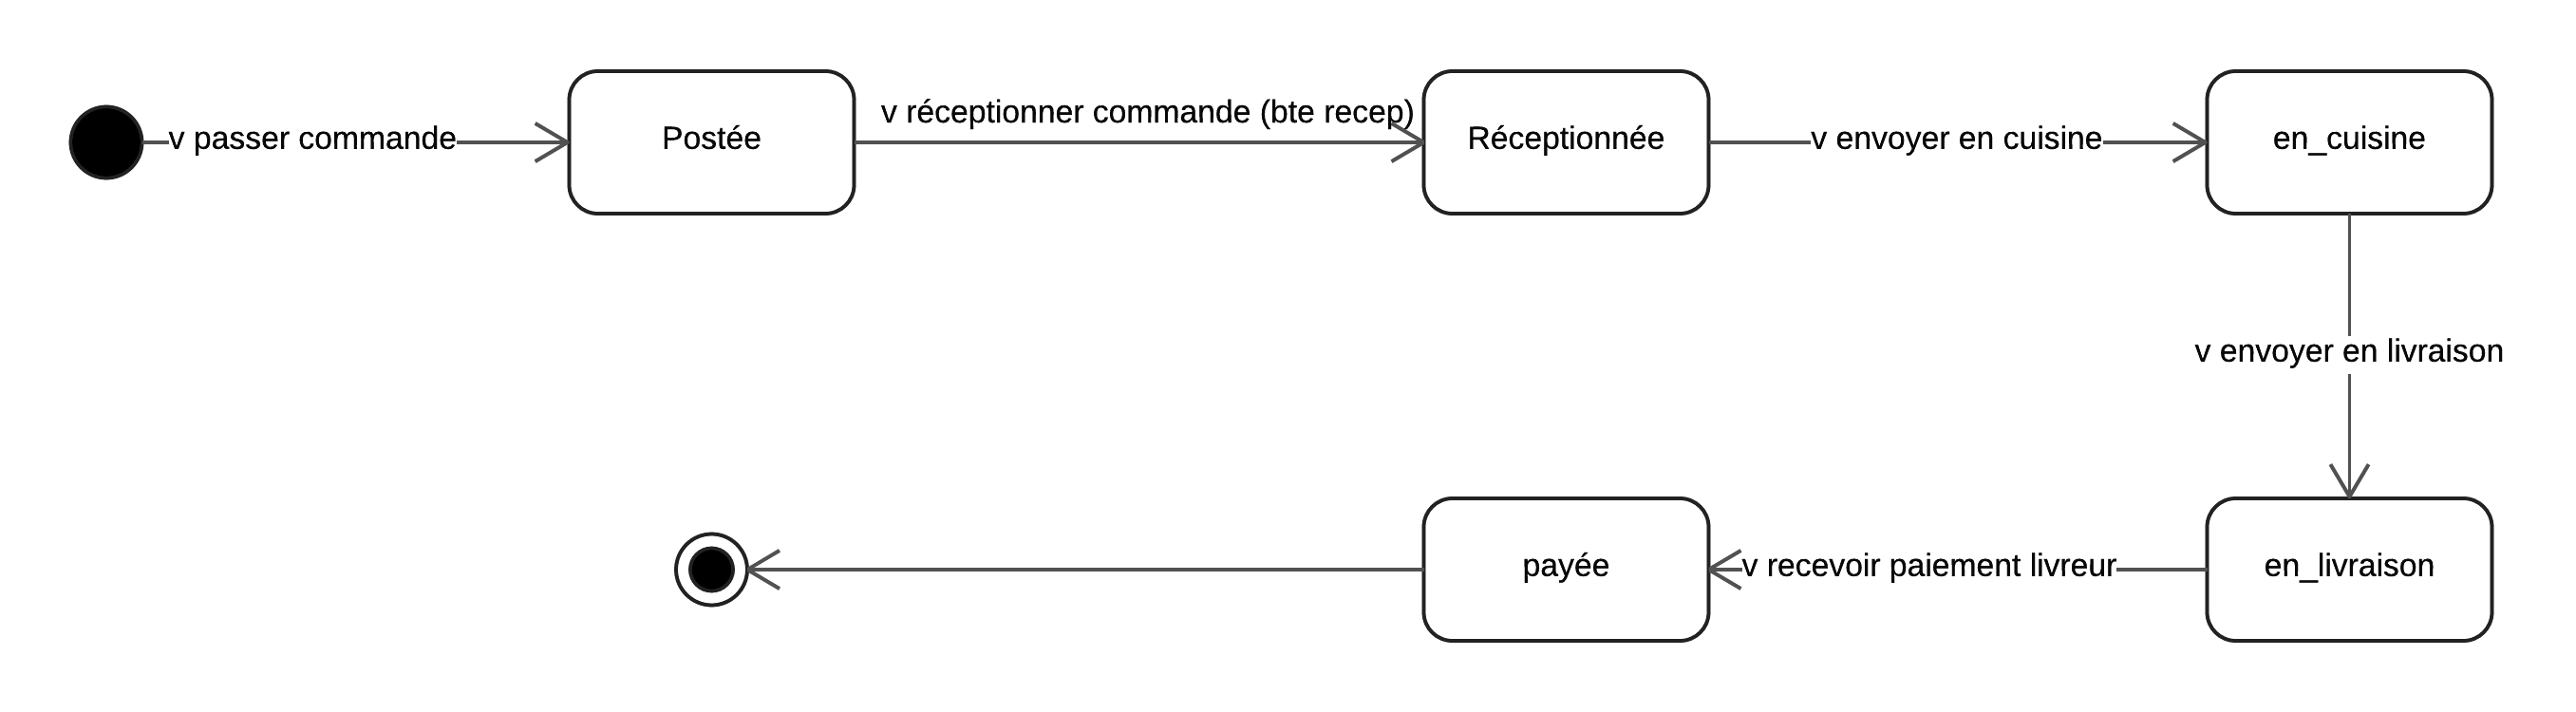 v passer commande
Postée
v réceptionner commande (bte recep)
Réceptionnée
v envoyer en cuisine
en_cuisine
v envoyer en livraison
en_livraison
v recevoir paiement livreur
payée